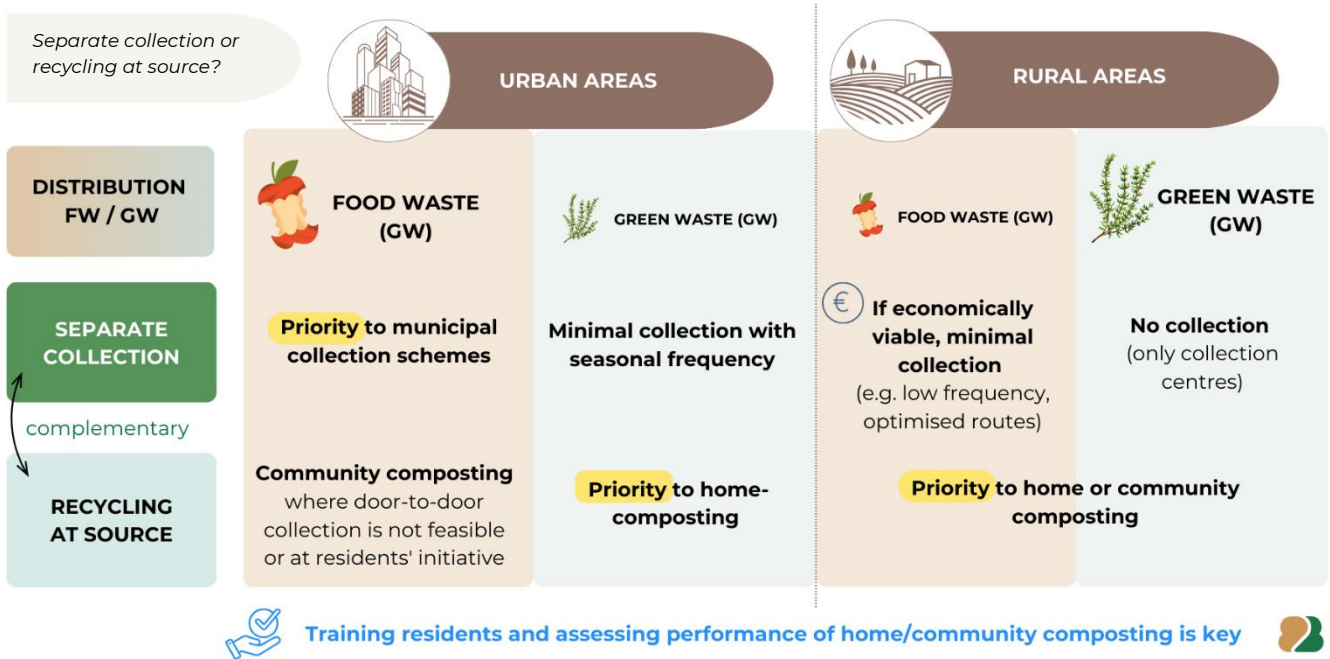 Separate collection or
recycling at source?
URBAN AREAS
RURAL AREAS
DISTRIBUTION
FW / GW
FOOD WASTE
(GW)
GREEN WASTE (GW)
FOOD WASTE (GW)
GREEN WASTE
(GW)
SEPARATE
COLLECTION
Priority to municipal
collection schemes
Minimal collection with
seasonal frequency
€
If economically
viable, minimal
collection
(e.g. low frequency,
optimised routes)
No collection
(only collection
centres)
complementary
RECYCLING
AT SOURCE
Community composting
where door-to-door
collection is not feasible
or at residents' initiative
Priority to home-
composting
Priority to home or community
composting
Training residents and assessing performance of home/community composting is key